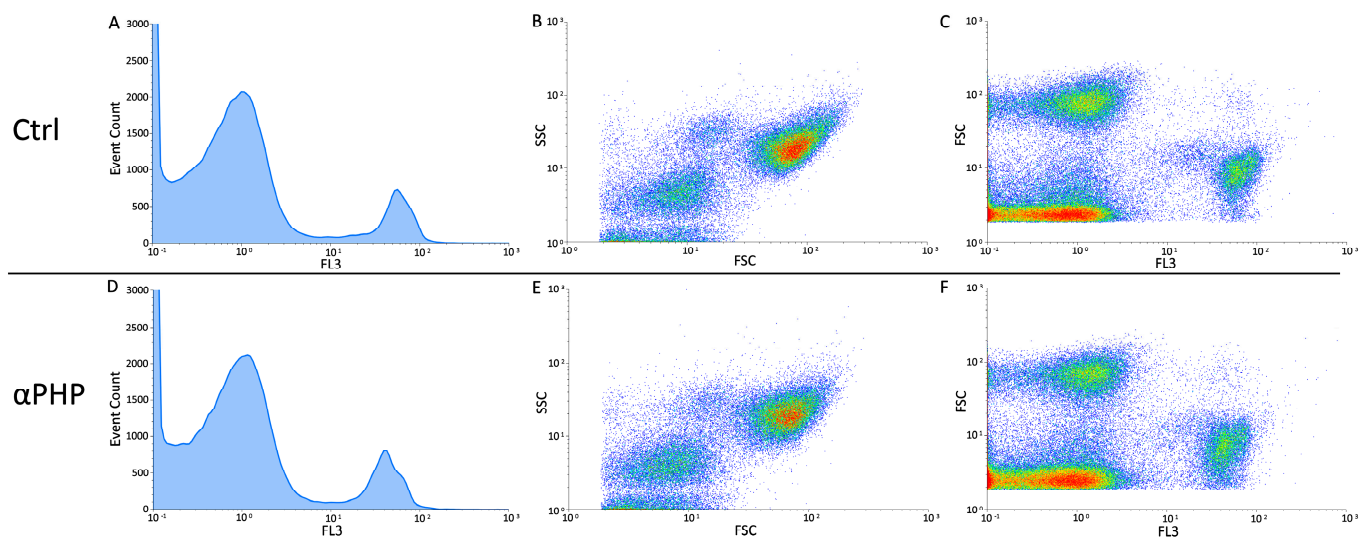 Ctrl
A
Event Count
3000
2500
2000
1500
1000
500
0
10⁻¹ 10⁰ 10¹ 10² 10³
FL3
B
SSC
10³
10²
10¹
10⁰
10⁰ 10¹ 10² 10³
FSC
C
FSC
10³
10²
10¹
10⁰
10⁻¹ 10⁰ 10¹ 10² 10³
FL3
αPHP
D
Event Count
3000
2500
2000
1500
1000
500
0
10⁻¹ 10⁰ 10¹ 10² 10³
FL3
E
SSC
10³
10²
10¹
10⁰
10⁰ 10¹ 10² 10³
FSC
F
FSC
10³
10²
10¹
10⁰
10⁻¹ 10⁰ 10¹ 10² 10³
FL3